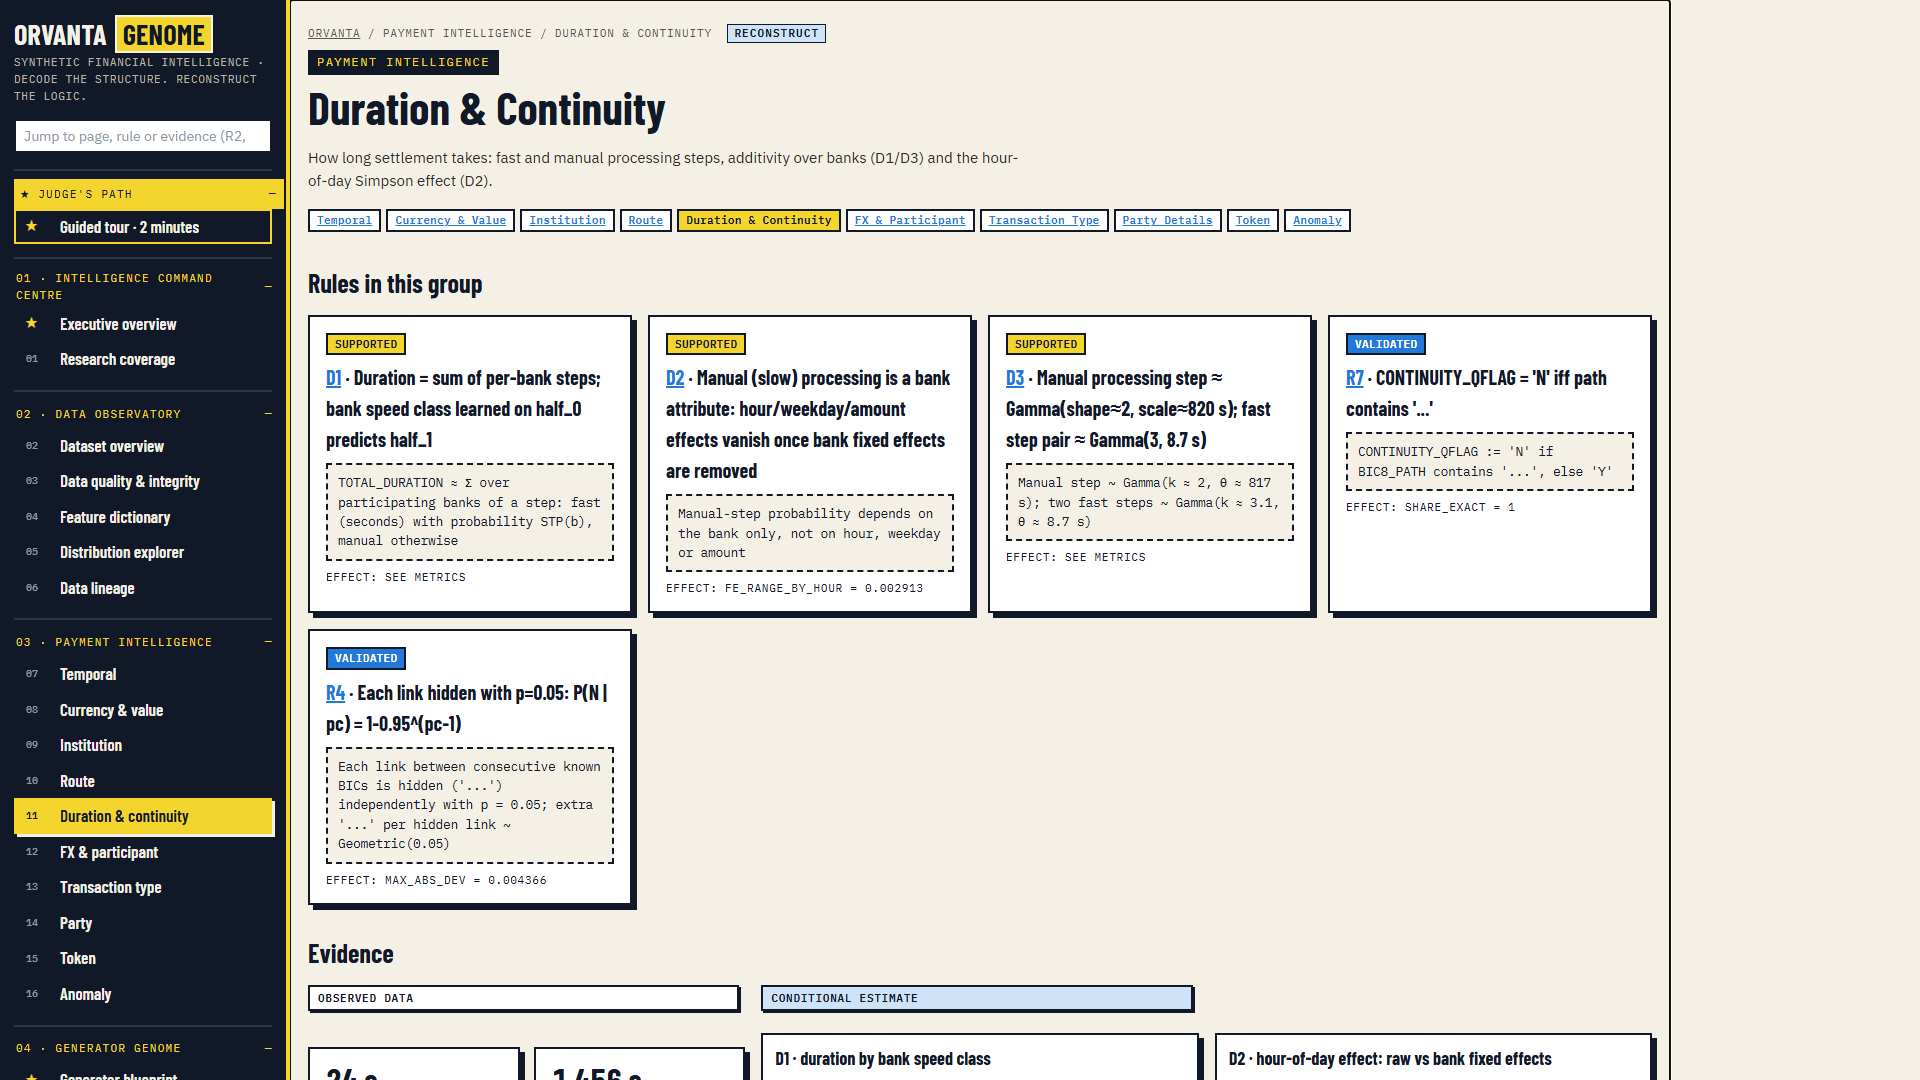 ORVANTA GENOME
SYNTHETIC FINANCIAL INTELLIGENCE ·
DECODE THE STRUCTURE. RECONSTRUCT
THE LOGIC.
Jump to page, rule or evidence (R2,
★ JUDGE'S PATH –
★ Guided tour · 2 minutes
01 · INTELLIGENCE COMMAND
CENTRE –
★ Executive overview
01 Research coverage
02 · DATA OBSERVATORY –
02 Dataset overview
03 Data quality & integrity
04 Feature dictionary
05 Distribution explorer
06 Data lineage
03 · PAYMENT INTELLIGENCE –
07 Temporal
08 Currency & value
09 Institution
10 Route
11 Duration & continuity
12 FX & participant
13 Transaction type
14 Party
15 Token
16 Anomaly
04 · GENERATOR GENOME –
★ Generator blueprint
ORVANTA / PAYMENT INTELLIGENCE / DURATION & CONTINUITY RECONSTRUCT
PAYMENT INTELLIGENCE
Duration & Continuity
How long settlement takes: fast and manual processing steps, additivity over banks (D1/D3) and the hour-
of-day Simpson effect (D2).
Temporal Currency & Value Institution Route Duration & Continuity FX & Participant Transaction Type Party Details Token Anomaly
Rules in this group
SUPPORTED
D1 · Duration = sum of per-bank steps;
bank speed class learned on half_0
predicts half_1
TOTAL_DURATION ≈ Σ over
participating banks of a step: fast
(seconds) with probability STP(b),
manual otherwise
EFFECT: SEE METRICS
SUPPORTED
D2 · Manual (slow) processing is a bank
attribute: hour/weekday/amount
effects vanish once bank fixed effects
are removed
Manual-step probability depends on
the bank only, not on hour, weekday
or amount
EFFECT: FE_RANGE_BY_HOUR = 0.002913
SUPPORTED
D3 · Manual processing step ≈
Gamma(shape≈2, scale≈820 s); fast
step pair ≈ Gamma(3, 8.7 s)
Manual step ~ Gamma(k ≈ 2, θ ≈ 817
s); two fast steps ~ Gamma(k ≈ 3.1,
θ ≈ 8.7 s)
EFFECT: SEE METRICS
VALIDATED
R7 · CONTINUITY_QFLAG = 'N' iff path
contains '...'
CONTINUITY_QFLAG := 'N' if
BIC8_PATH contains '...', else 'Y'
EFFECT: SHARE_EXACT = 1
VALIDATED
R4 · Each link hidden with p=0.05: P(N |
pc) = 1-0.95^(pc-1)
Each link between consecutive known
BICs is hidden ('...')
independently with p = 0.05; extra
'...' per hidden link ~
Geometric(0.05)
EFFECT: MAX_ABS_DEV = 0.004366
Evidence
OBSERVED DATA
CONDITIONAL ESTIMATE
24 s
1,456 s
D1 · duration by bank speed class
D2 · hour-of-day effect: raw vs bank fixed effects